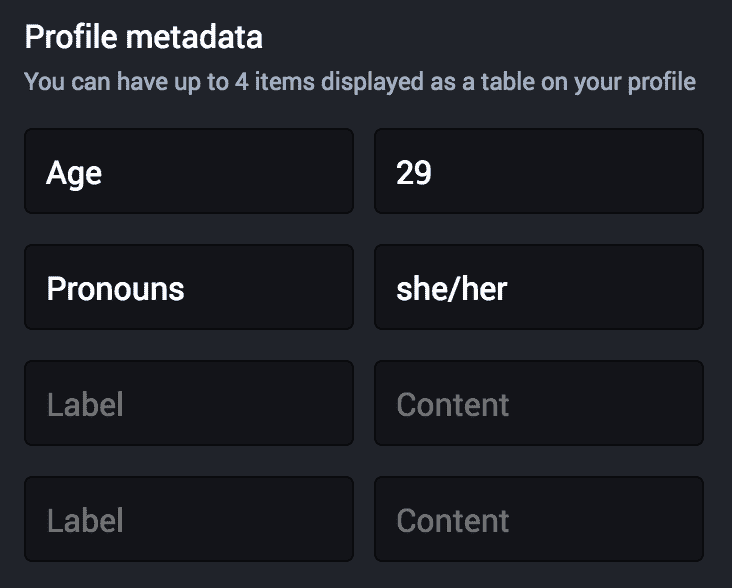 Profile metadata
You can have up to 4 items displayed as a table on your profile
Age 29
Pronouns she/her
Label Content
Label Content